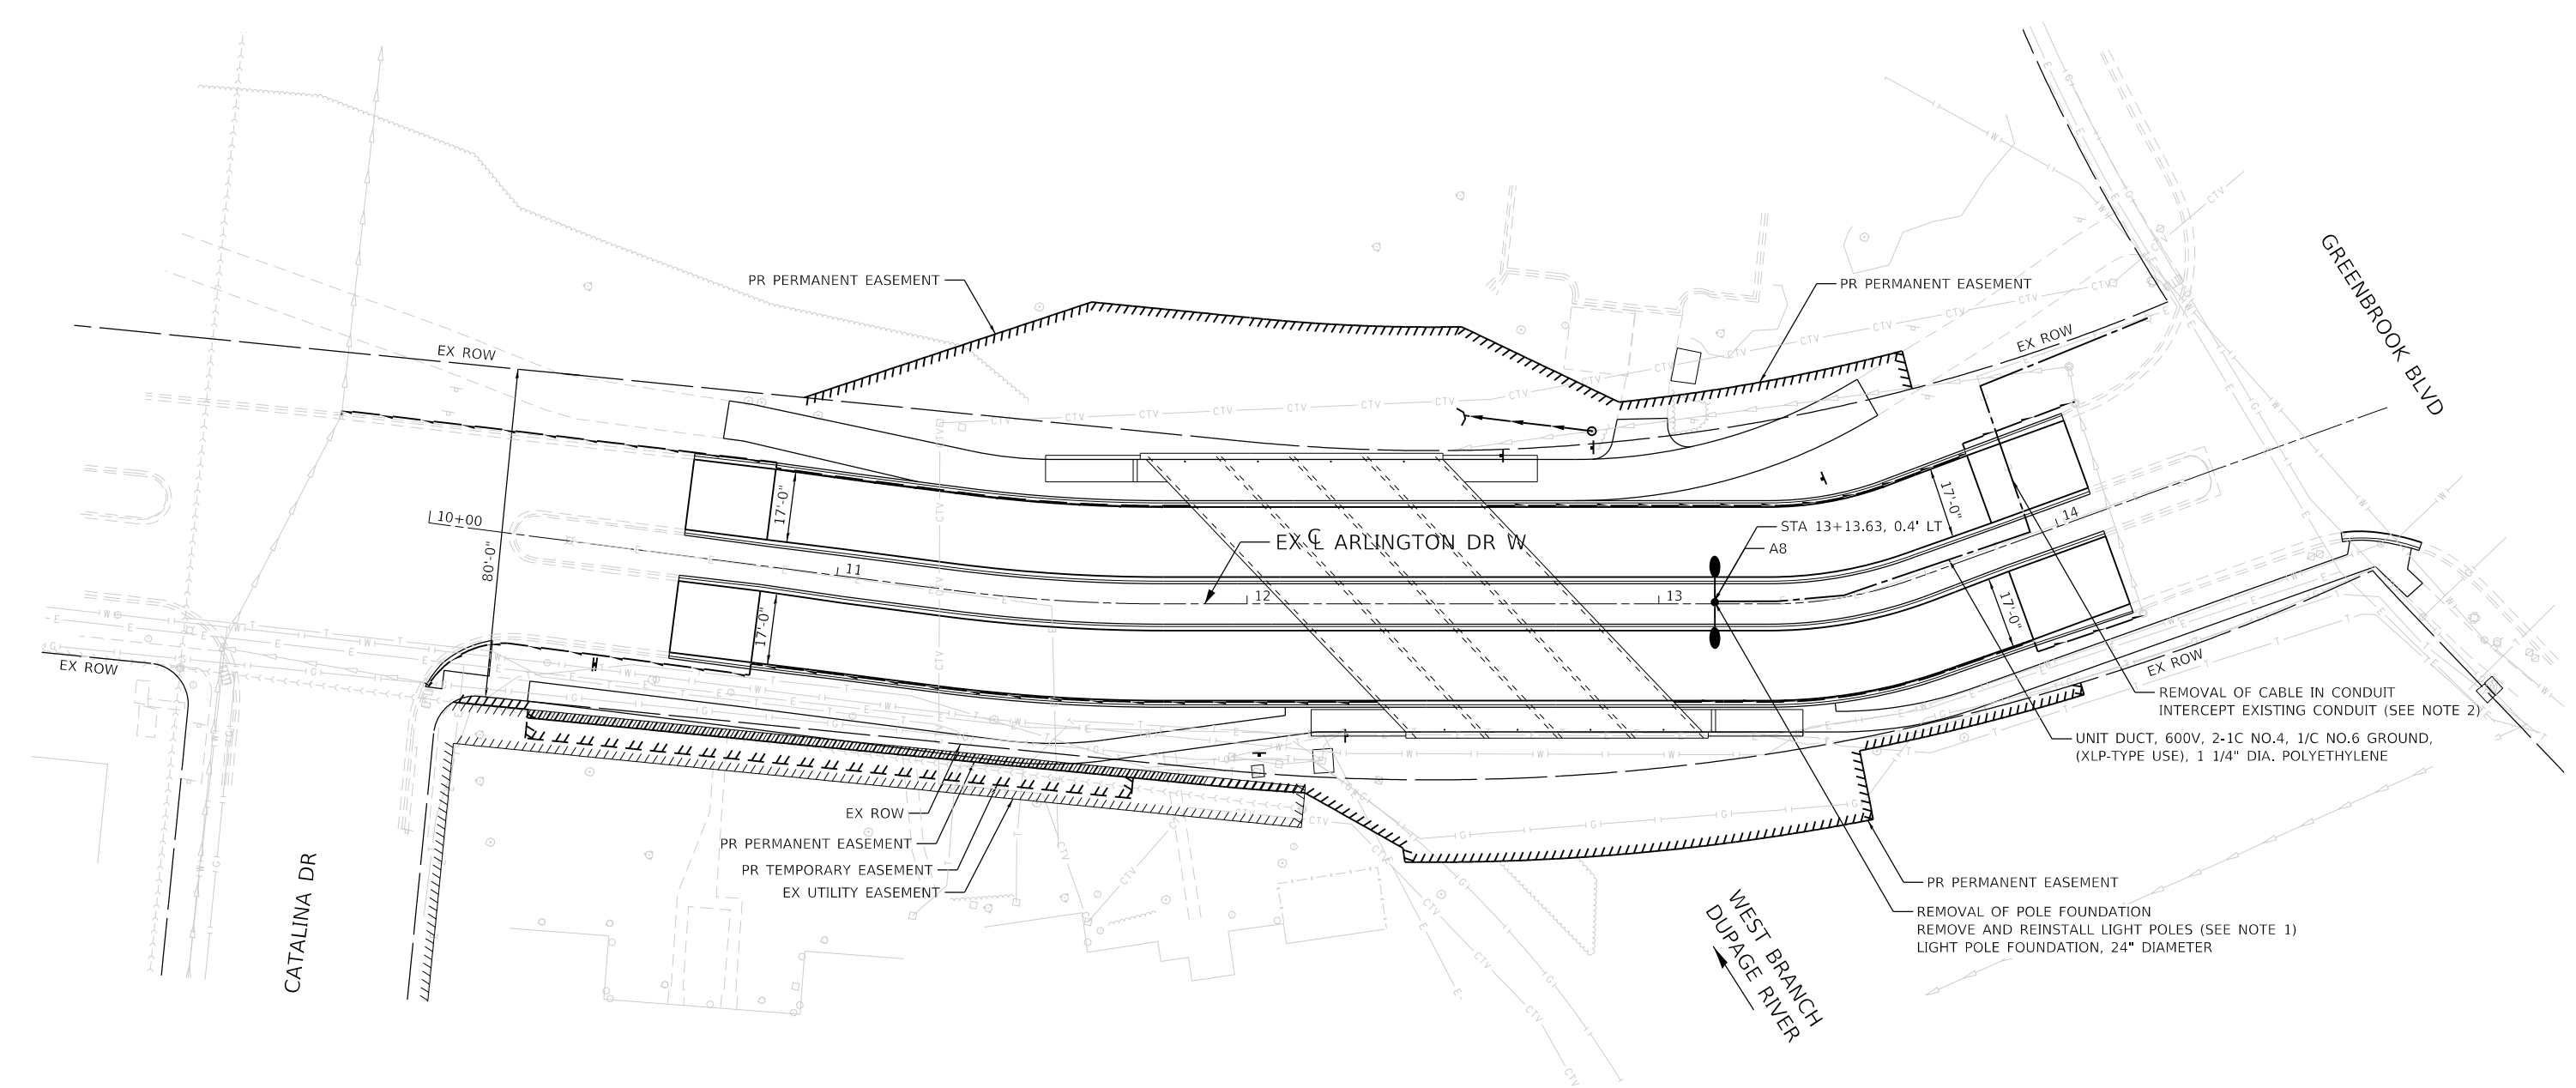 PR PERMANENT EASEMENT
PR PERMANENT EASEMENT
GREENBROOK BLVD
EX ROW
EX ROW
10+00
80'-0"
17'-0"
17'-0"
17'-0"
17'-0"
11
12
13
14
EX ℄ ARLINGTON DR W
STA 13+13.63, 0.4' LT
A8
EX ROW
EX ROW
REMOVAL OF CABLE IN CONDUIT
INTERCEPT EXISTING CONDUIT (SEE NOTE 2)
UNIT DUCT, 600V, 2-1C NO.4, 1/C NO.6 GROUND,
(XLP-TYPE USE), 1 1/4" DIA. POLYETHYLENE
EX ROW
PR PERMANENT EASEMENT
PR TEMPORARY EASEMENT
EX UTILITY EASEMENT
CATALINA DR
PR PERMANENT EASEMENT
REMOVAL OF POLE FOUNDATION
REMOVE AND REINSTALL LIGHT POLES (SEE NOTE 1)
LIGHT POLE FOUNDATION, 24" DIAMETER
WEST BRANCH
DUPAGE RIVER